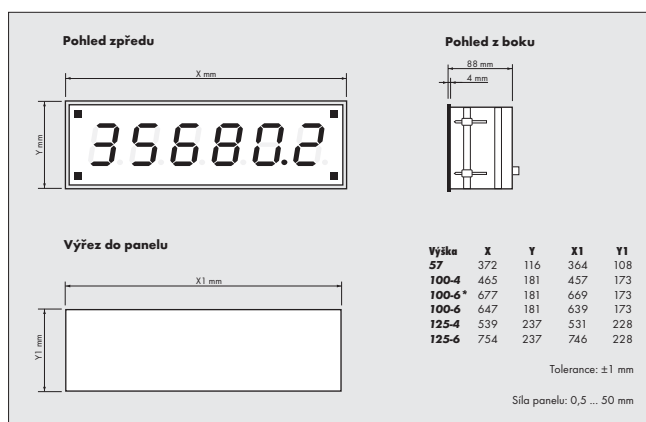 Pohled zpředu
X mm
Y mm
35680.2
Pohled z boku
88 mm
4 mm
Výřez do panelu
X1 mm
Y1 mm
Výška X Y X1 Y1
57 372 116 364 108
100-4 465 181 457 173
100-6* 677 181 669 173
100-6 647 181 639 173
125-4 539 237 531 228
125-6 754 237 746 228
Tolerance: ±1 mm
Síla panelu: 0,5 ... 50 mm